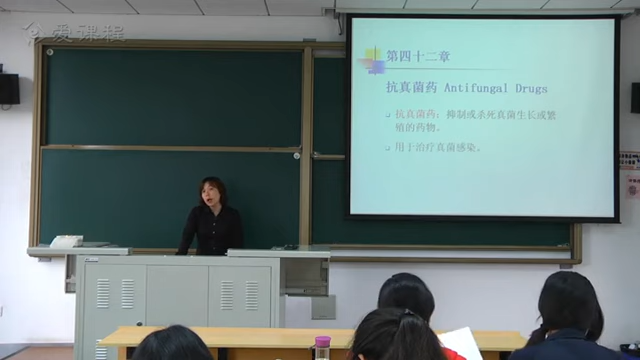 爱课程
第四十二章
抗真菌药 Antifungal Drugs
抗真菌药：抑制或杀死真菌生长或繁
殖的药物。
用于治疗真菌感染。